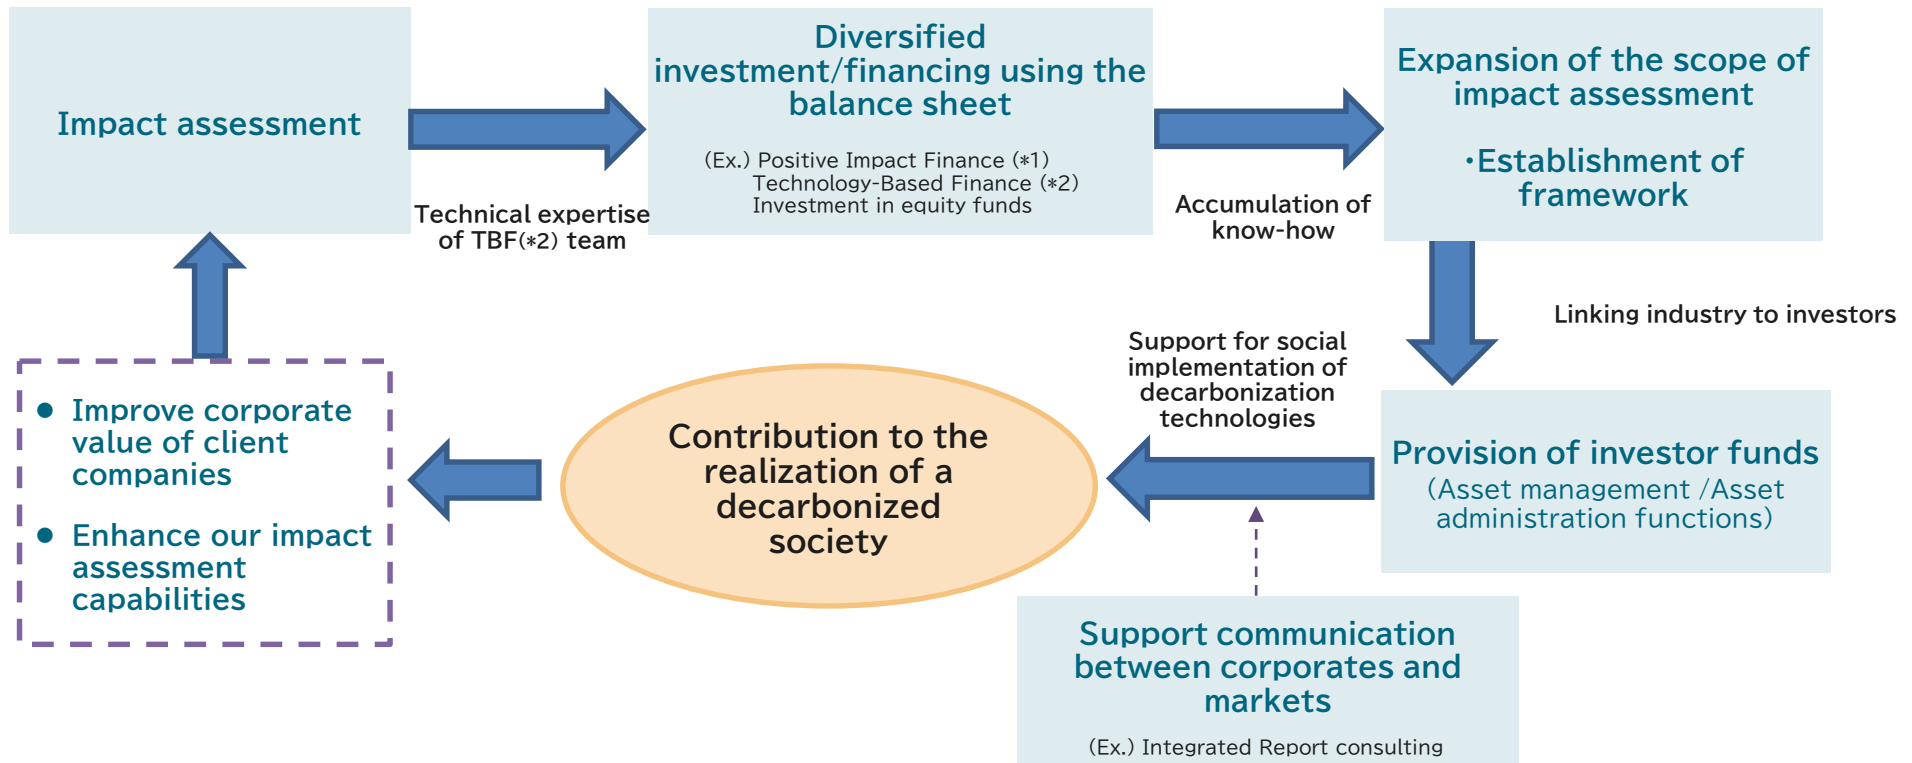 Impact assessment
Technical expertise
of TBF(*2) team
Diversified
investment/financing using the
balance sheet
(Ex.) Positive Impact Finance (*1)
Technology-Based Finance (*2)
Investment in equity funds
Accumulation of
know-how
Expansion of the scope of
impact assessment
・Establishment of
framework
Linking industry to investors
Provision of investor funds
(Asset management /Asset
administration functions)
Support for social
implementation of
decarbonization
technologies
Support communication
between corporates and
markets
(Ex.) Integrated Report consulting
Contribution to the
realization of a
decarbonized
society
● Improve corporate
value of client
companies
● Enhance our impact
assessment
capabilities